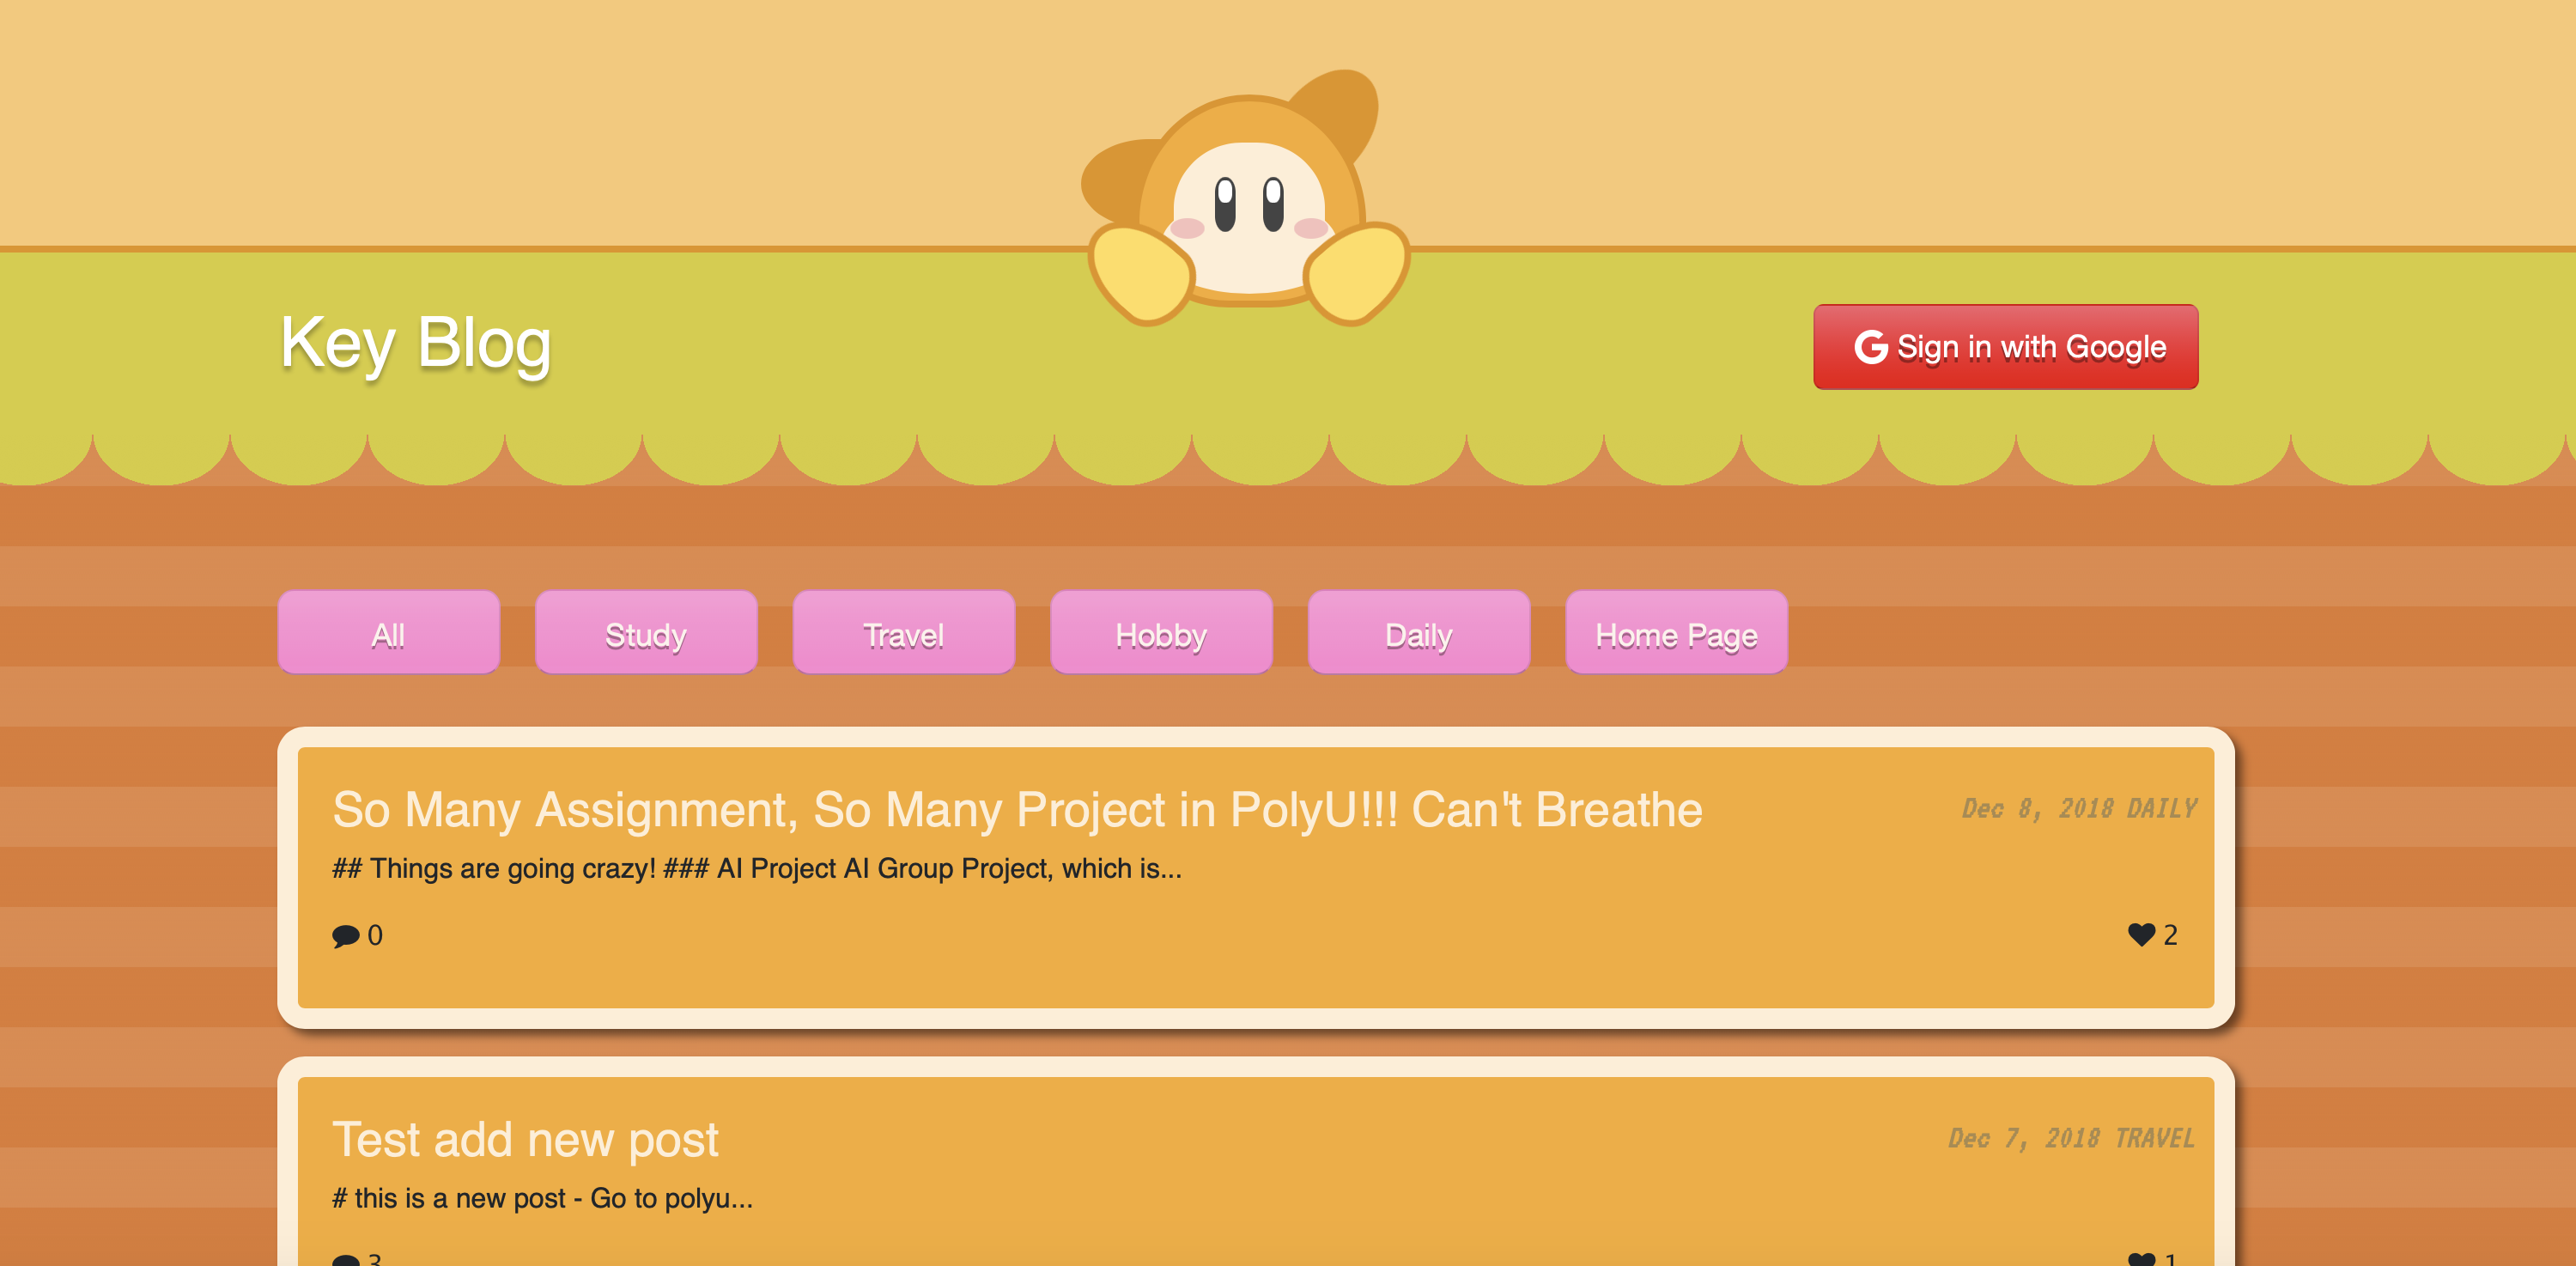 Key Blog
Sign in with Google
All Study Travel Hobby Daily Home Page
So Many Assignment, So Many Project in PolyU!!! Can't Breathe
Dec 8, 2018 DAILY
## Things are going crazy! ### AI Project AI Group Project, which is...
0
2
Test add new post
Dec 7, 2018 TRAVEL
# this is a new post - Go to polyu...
3
1